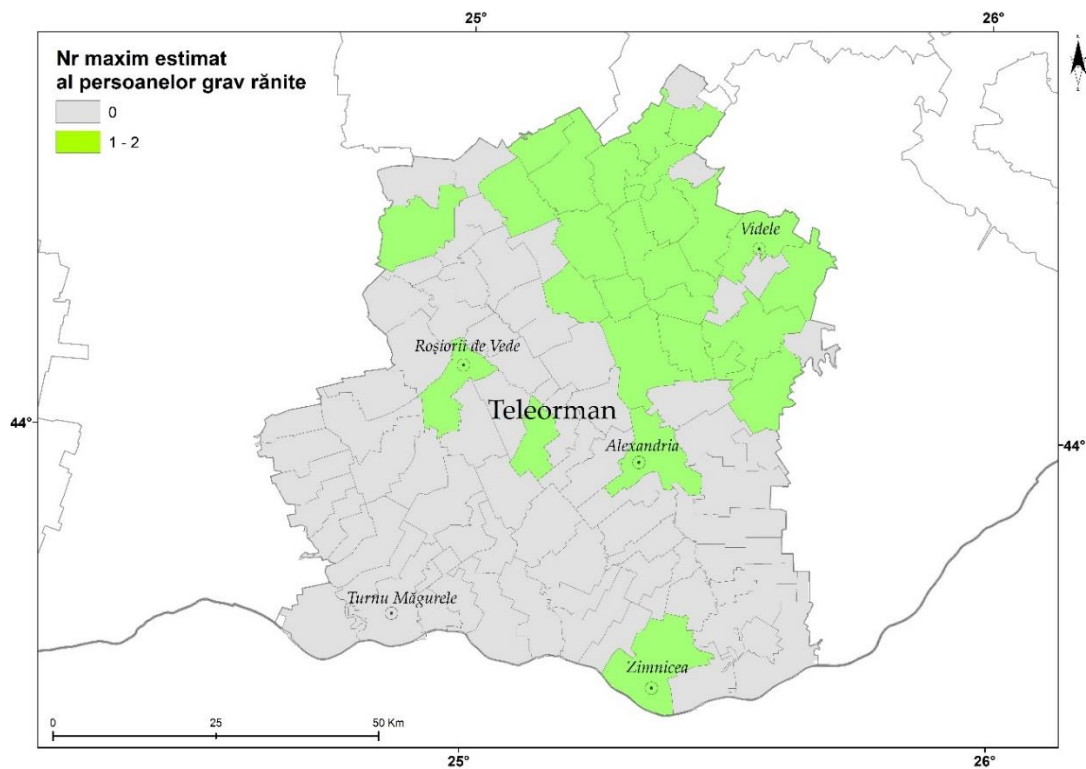 25°
26°
Nr maxim estimat
al persoanelor grav rănite
0
1 - 2
Videle
Roșiorii de Vede
Teleorman
44°
Alexandria
44°
Turnu Măgurele
Zimnicea
0
25
50 Km
25°
26°